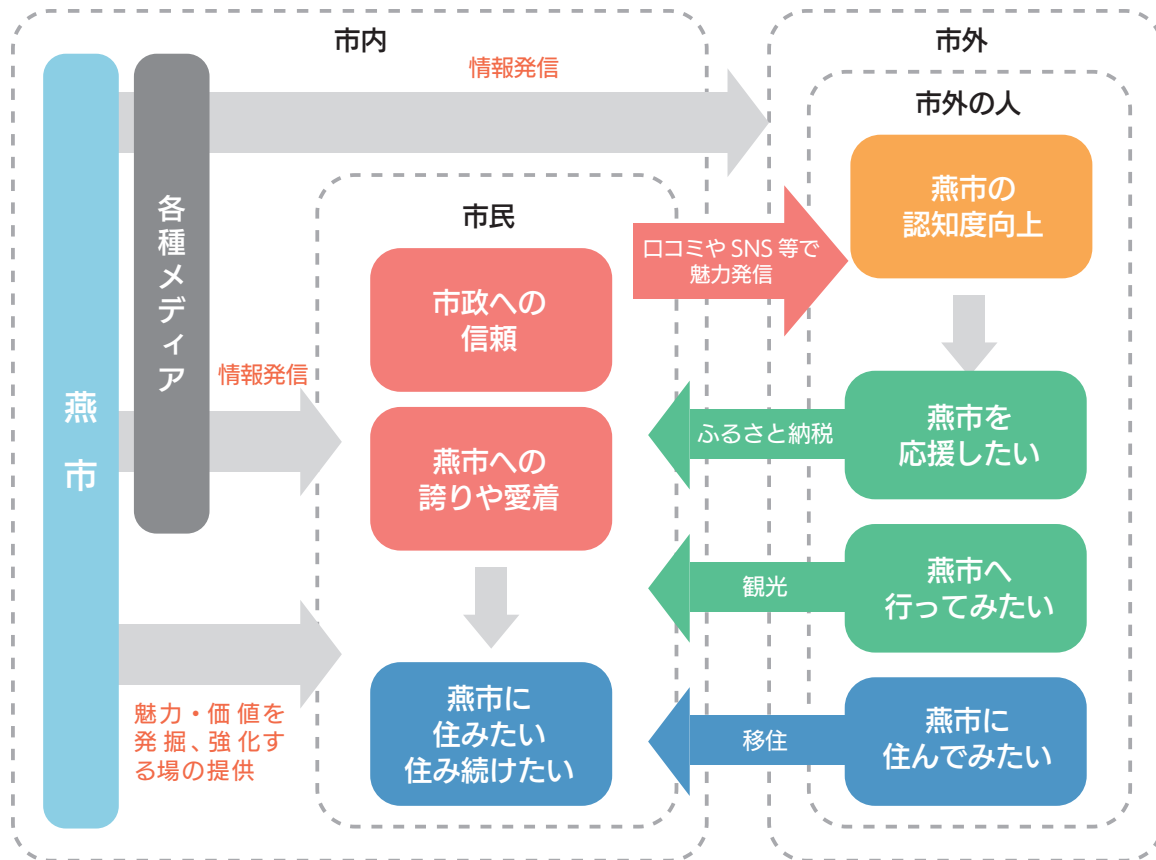 市内
市外
情報発信
市外の人
燕市の
認知度向上
各種メディア
市民
口コミや SNS 等で
魅力発信
市政への
信頼
情報発信
燕市
燕市への
誇りや愛着
ふるさと納税
燕市を
応援したい
観光
燕市へ
行ってみたい
魅力・価値を
発掘、強化す
る場の提供
燕市に
住みたい
住み続けたい
移住
燕市に
住んでみたい